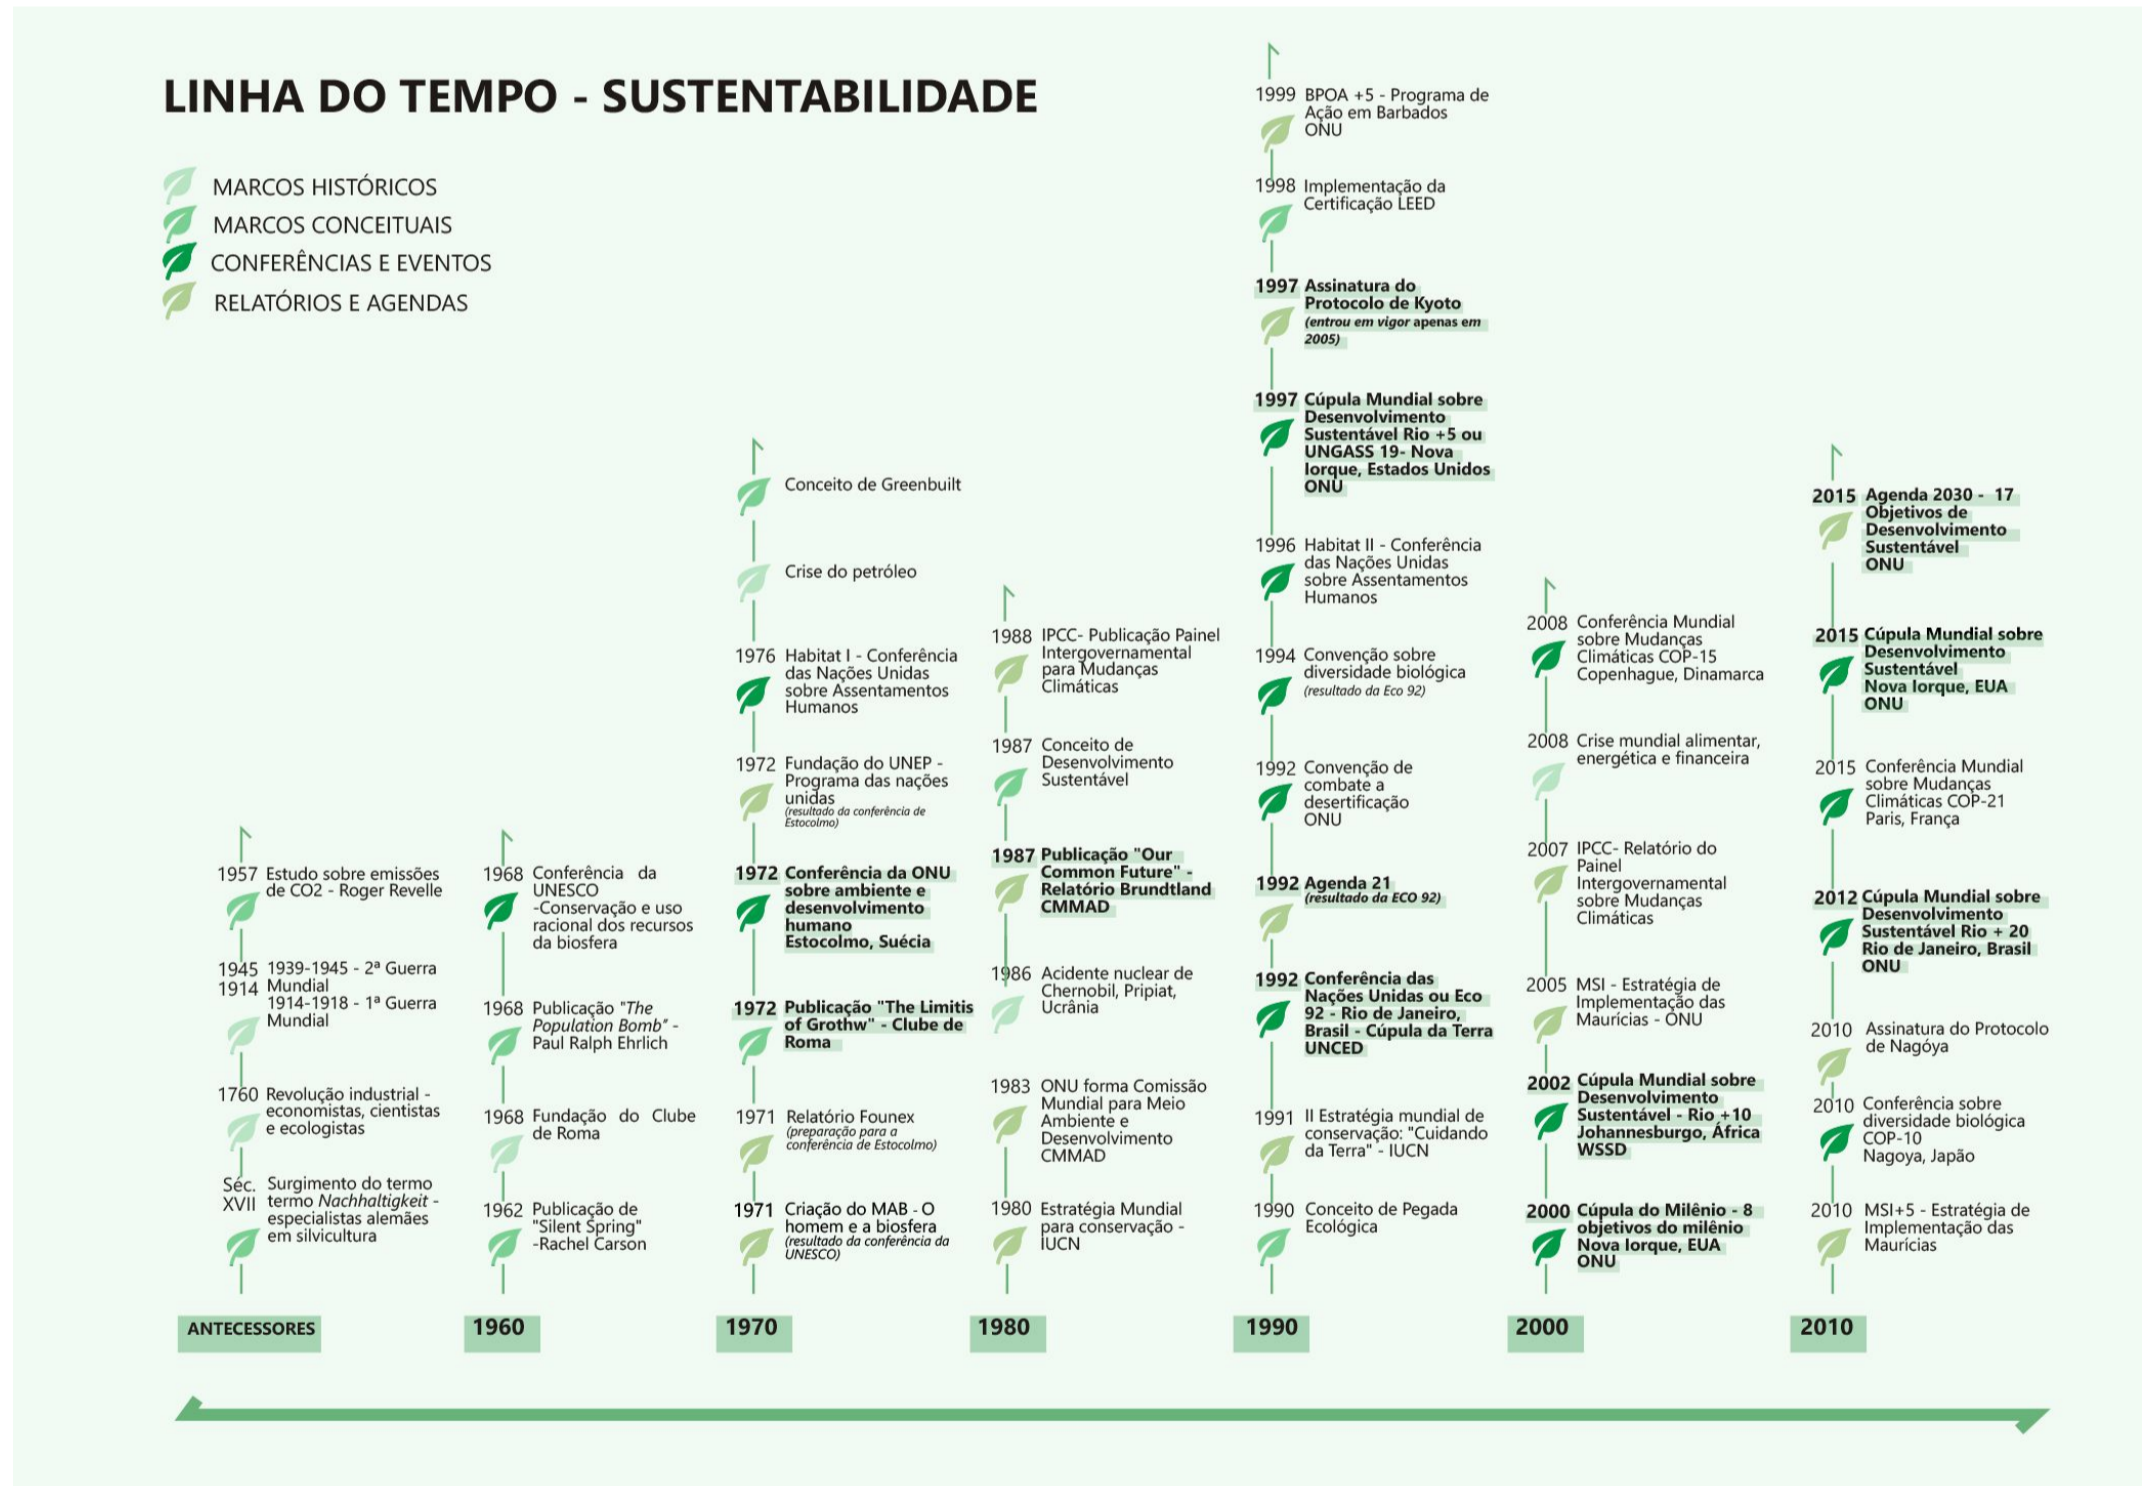 LINHA DO TEMPO - SUSTENTABILIDADE
MARCOS HISTÓRICOS
MARCOS CONCEITUAIS
CONFERÊNCIAS E EVENTOS
RELATÓRIOS E AGENDAS
1957 Estudo sobre emissões
de CO2 - Roger Revelle
1945 1939-1945 - 2ª Guerra
1914 Mundial
1914-1918 - 1ª Guerra
Mundial
1760 Revolução industrial -
economistas, cientistas
e ecologistas
Séc. Surgimento do termo
XVII termo Nachhaltigkeit -
especialistas alemães
em silvicultura
ANTECESSORES
1968 Conferência da
UNESCO
-Conservação e uso
racional dos recursos
da biosfera
1968 Publicação "The
Population Bomb" -
Paul Ralph Ehrlich
1968 Fundação do Clube
de Roma
1962 Publicação de
"Silent Spring"
-Rachel Carson
1960
Conceito de Greenbuilt
Crise do petróleo
1976 Habitat I - Conferência
das Nações Unidas
sobre Assentamentos
Humanos
1972 Fundação do UNEP -
Programa das nações
unidas
(resultado da conferência de
Estocolmo)
1972 Conferência da ONU
sobre ambiente e
desenvolvimento
humano
Estocolmo, Suécia
1972 Publicação "The Limitis
of Grothw" - Clube de
Roma
1971 Relatório Founex
(preparação para a
conferência de Estocolmo)
1971 Criação do MAB - O
homem e a biosfera
(resultado da conferência da
UNESCO)
1970
1988 IPCC- Publicação Painel
Intergovernamental
para Mudanças
Climáticas
1987 Conceito de
Desenvolvimento
Sustentável
1987 Publicação "Our
Common Future" -
Relatório Brundtland
CMMAD
1986 Acidente nuclear de
Chernobil, Pripiat,
Ucrânia
1983 ONU forma Comissão
Mundial para Meio
Ambiente e
Desenvolvimento
CMMAD
1980 Estratégia Mundial
para conservação -
IUCN
1980
1999 BPOA +5 - Programa de
Ação em Barbados
ONU
1998 Implementação da
Certificação LEED
1997 Assinatura do
Protocolo de Kyoto
(entrou em vigor apenas em
2005)
1997 Cúpula Mundial sobre
Desenvolvimento
Sustentável Rio +5 ou
UNGASS 19- Nova
Iorque, Estados Unidos
ONU
1996 Habitat II - Conferência
das Nações Unidas
sobre Assentamentos
Humanos
1994 Convenção sobre
diversidade biológica
(resultado da Eco 92)
1992 Convenção de
combate a
desertificação
ONU
1992 Agenda 21
(resultado da ECO 92)
1992 Conferência das
Nações Unidas ou Eco
92 - Rio de Janeiro,
Brasil - Cúpula da Terra
UNCED
1991 II Estratégia mundial de
conservação: "Cuidando
da Terra" - IUCN
1990 Conceito de Pegada
Ecológica
1990
2008 Conferência Mundial
sobre Mudanças
Climáticas COP-15
Copenhague, Dinamarca
2008 Crise mundial alimentar,
energética e financeira
2007 IPCC- Relatório do
Painel
Intergovernamental
sobre Mudanças
Climáticas
2005 MSI - Estratégia de
Implementação das
Maurícias - ONU
2002 Cúpula Mundial sobre
Desenvolvimento
Sustentável - Rio +10
Johannesburgo, África
WSSD
2000 Cúpula do Milênio - 8
objetivos do milênio
Nova Iorque, EUA
ONU
2000
2015 Agenda 2030 - 17
Objetivos de
Desenvolvimento
Sustentável
ONU
2015 Cúpula Mundial sobre
Desenvolvimento
Sustentável
Nova Iorque, EUA
ONU
2015 Conferência Mundial
sobre Mudanças
Climáticas COP-21
Paris, França
2012 Cúpula Mundial sobre
Desenvolvimento
Sustentável Rio + 20
Rio de Janeiro, Brasil
ONU
2010 Assinatura do Protocolo
de Nagóya
2010 Conferência sobre
diversidade biológica
COP-10
Nagoya, Japão
2010 MSI+5 - Estratégia de
Implementação das
Maurícias
2010